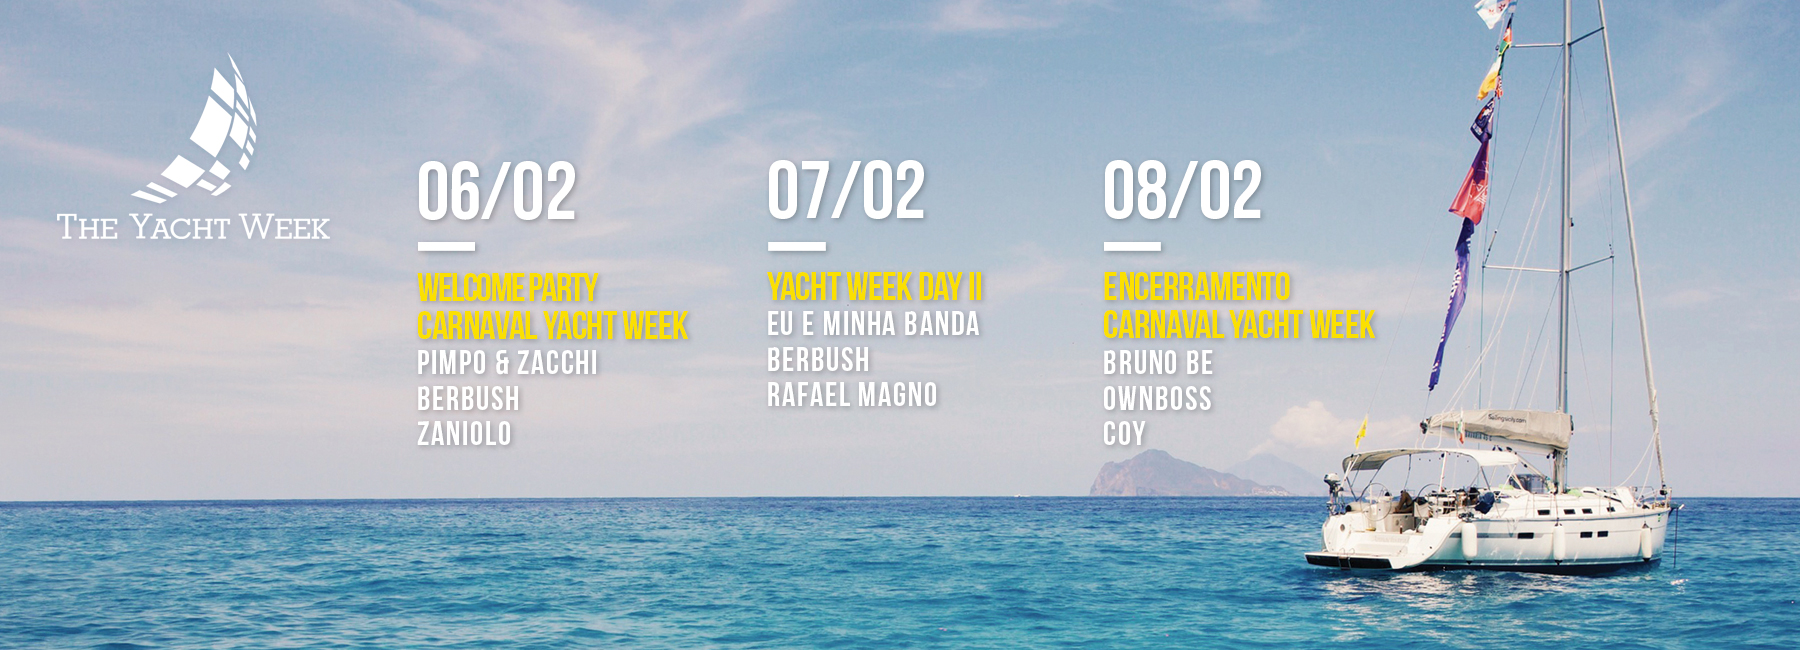 THE YACHT WEEK
06/02
WELCOME PARTY
CARNAVAL YACHT WEEK
PIMPO & ZACCHI
BERBUSH
ZANIOLO
07/02
YACHT WEEK DAY II
EU E MINHA BANDA
BERBUSH
RAFAEL MAGNO
08/02
ENCERRAMENTO
CARNAVAL YACHT WEEK
BRUNO BE
OWNBOSS
COY